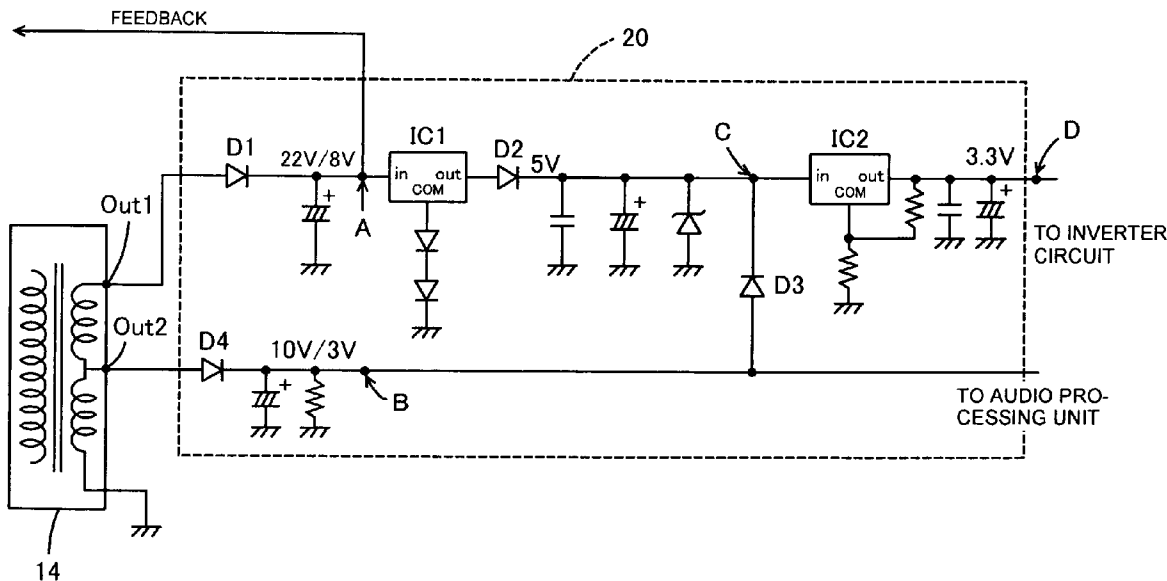 FEEDBACK
20
D1
22V/8V
+
A
IC1
in
out
COM
D2
5V
+
C
IC2
in
out
COM
3.3V
+
D
Out1
TO INVERTER
CIRCUIT
D3
Out2
D4
10V/3V
+
B
TO AUDIO PRO-
CESSING UNIT
14